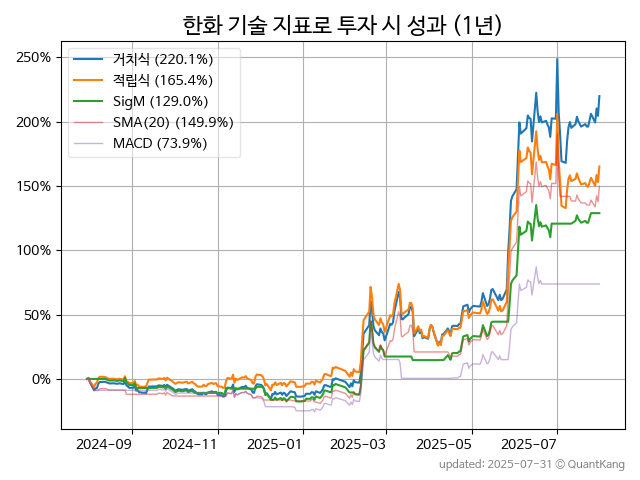 한화 기술 지표로 투자 시 성과 (1년)
250%
200%
150%
100%
50%
0%
거치식 (220.1%)
적립식 (165.4%)
SigM (129.0%)
SMA(20) (149.9%)
MACD (73.9%)
2024-09
2024-11
2025-01
2025-03
2025-05
2025-07
updated: 2025-07-31 © QuantKang